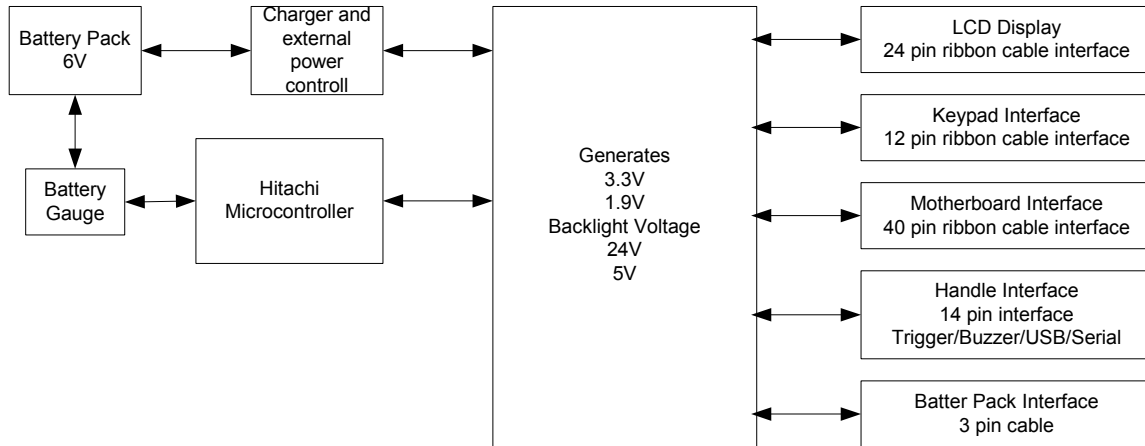 Battery Pack
6V
Charger and
external
power
controll
Battery
Gauge
Hitachi
Microcontroller
Generates
3.3V
1.9V
Backlight Voltage
24V
5V
LCD Display
24 pin ribbon cable interface
Keypad Interface
12 pin ribbon cable interface
Motherboard Interface
40 pin ribbon cable interface
Handle Interface
14 pin interface
Trigger/Buzzer/USB/Serial
Batter Pack Interface
3 pin cable